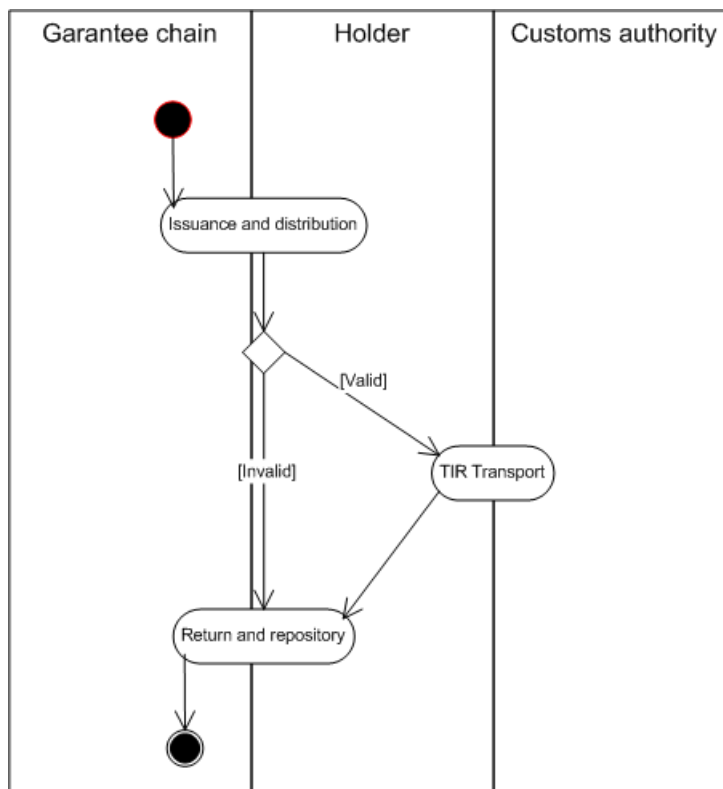 Garantee chain
Holder
Customs authority
Issuance and distribution
[Valid]
[Invalid]
TIR Transport
Return and repository